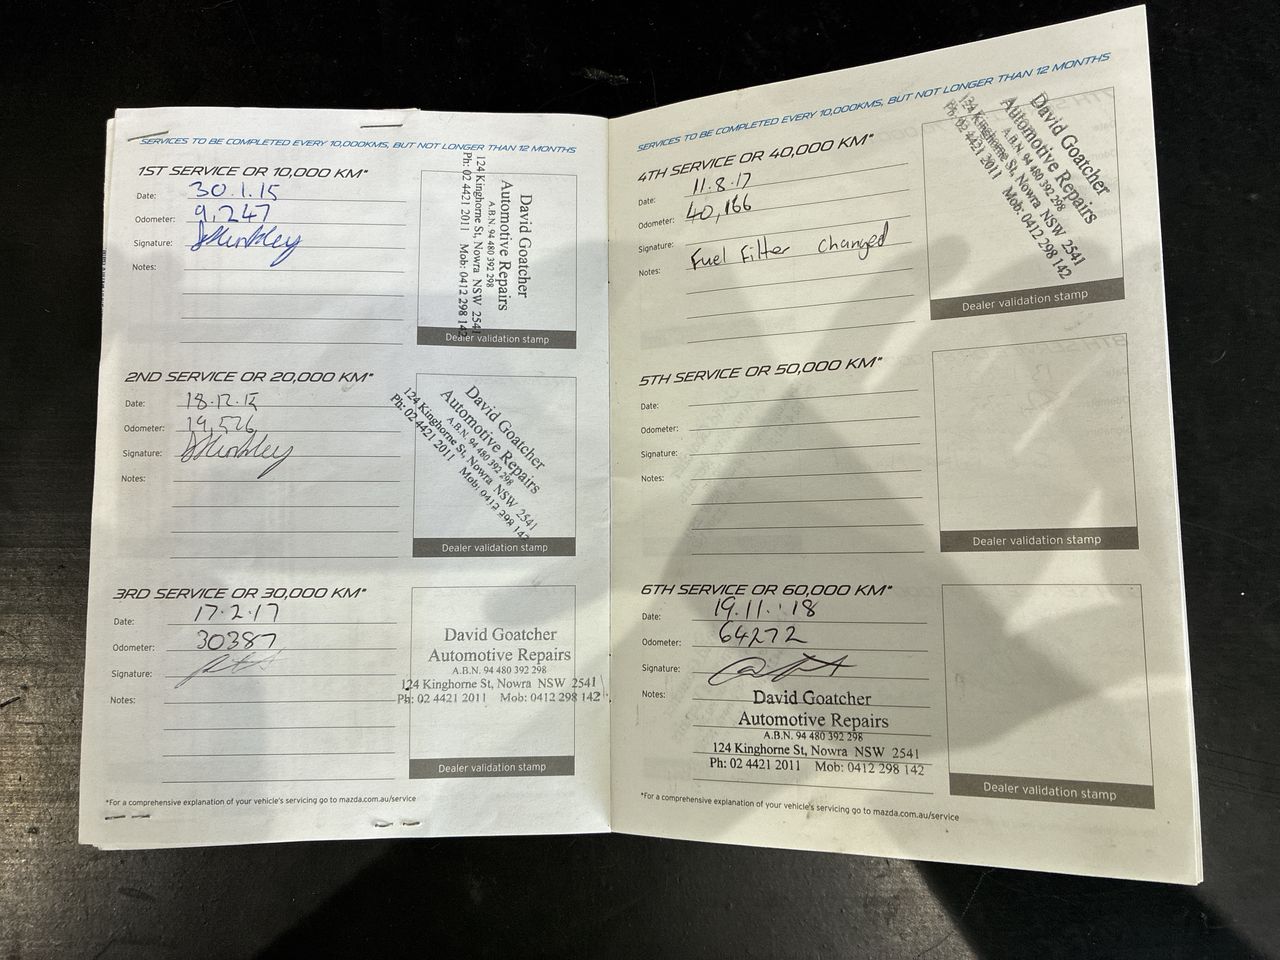 SERVICES TO BE COMPLETED EVERY 10,000KMS, BUT NOT LONGER THAN 12 MONTHS
1ST SERVICE OR 10,000 KM*
Date: 30.1.15
Odometer: 9,247
Signature:
Notes:
David Goatcher
Automotive Repairs
A.B.N. 94 480 392 298
124 Kinghorne St, Nowra NSW 2541
Ph: 02 4421 2011 Mob: 0412 298 142
Dealer validation stamp
2ND SERVICE OR 20,000 KM*
Date: 18.12.15
Odometer: 19,526
Signature:
Notes:
David Goatcher
Automotive Repairs
A.B.N. 94 480 392 298
124 Kinghorne St, Nowra NSW 2541
Ph: 02 4421 2011 Mob: 0412 298 142
Dealer validation stamp
3RD SERVICE OR 30,000 KM*
Date: 17.2.17
Odometer: 30387
Signature:
Notes:
David Goatcher
Automotive Repairs
A.B.N. 94 480 392 298
124 Kinghorne St, Nowra NSW 2541
Ph: 02 4421 2011 Mob: 0412 298 142
Dealer validation stamp
*For a comprehensive explanation of your vehicle's servicing go to mazda.com.au/service
SERVICES TO BE COMPLETED EVERY 10,000KMS, BUT NOT LONGER THAN 12 MONTHS
4TH SERVICE OR 40,000 KM*
Date: 11.8.17
Odometer: 40,166
Signature:
Notes: Fuel Filter Changed
David Goatcher
Automotive Repairs
A.B.N. 94 480 392 298
124 Kinghorne St, Nowra NSW 2541
Ph: 02 4421 2011 Mob: 0412 298 142
Dealer validation stamp
5TH SERVICE OR 50,000 KM*
Date:
Odometer:
Signature:
Notes:
Dealer validation stamp
6TH SERVICE OR 60,000 KM*
Date: 19.11.'18
Odometer: 64272
Signature:
Notes:
David Goatcher
Automotive Repairs
A.B.N. 94 480 392 298
124 Kinghorne St, Nowra NSW 2541
Ph: 02 4421 2011 Mob: 0412 298 142
Dealer validation stamp
*For a comprehensive explanation of your vehicle's servicing go to mazda.com.au/service